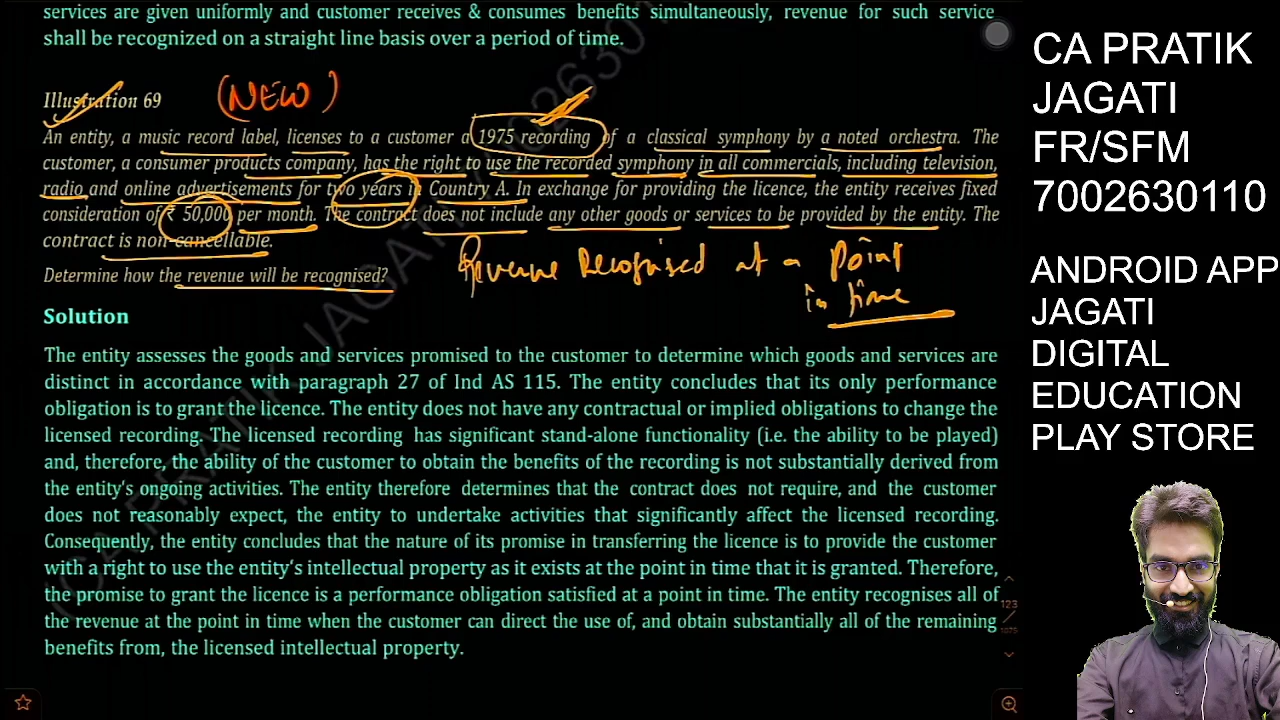 services are given uniformly and customer receives & consumes benefits simultaneously, revenue for such service
shall be recognized on a straight line basis over a period of time.
Illustration 69
(NEW)
An entity, a music record label, licenses to a customer a 1975 recording of a classical symphony by a noted orchestra. The
customer, a consumer products company, has the right to use the recorded symphony in all commercials, including television,
radio and online advertisements for two years in Country A. In exchange for providing the licence, the entity receives fixed
consideration of ₹ 50,000 per month. The contract does not include any other goods or services to be provided by the entity. The
contract is non-cancellable.
Determine how the revenue will be recognised?
Revenue Recognised at a point
in time
Solution
The entity assesses the goods and services promised to the customer to determine which goods and services are
distinct in accordance with paragraph 27 of Ind AS 115. The entity concludes that its only performance
obligation is to grant the licence. The entity does not have any contractual or implied obligations to change the
licensed recording. The licensed recording has significant stand-alone functionality (i.e. the ability to be played)
and, therefore, the ability of the customer to obtain the benefits of the recording is not substantially derived from
the entity's ongoing activities. The entity therefore determines that the contract does not require, and the customer
does not reasonably expect, the entity to undertake activities that significantly affect the licensed recording.
Consequently, the entity concludes that the nature of its promise in transferring the licence is to provide the customer
with a right to use the entity's intellectual property as it exists at the point in time that it is granted. Therefore,
the promise to grant the licence is a performance obligation satisfied at a point in time. The entity recognises all of
the revenue at the point in time when the customer can direct the use of, and obtain substantially all of the remaining
benefits from, the licensed intellectual property.
123
CA PRATIK
JAGATI
FR/SFM
7002630110
ANDROID APP
JAGATI
DIGITAL
EDUCATION
PLAY STORE